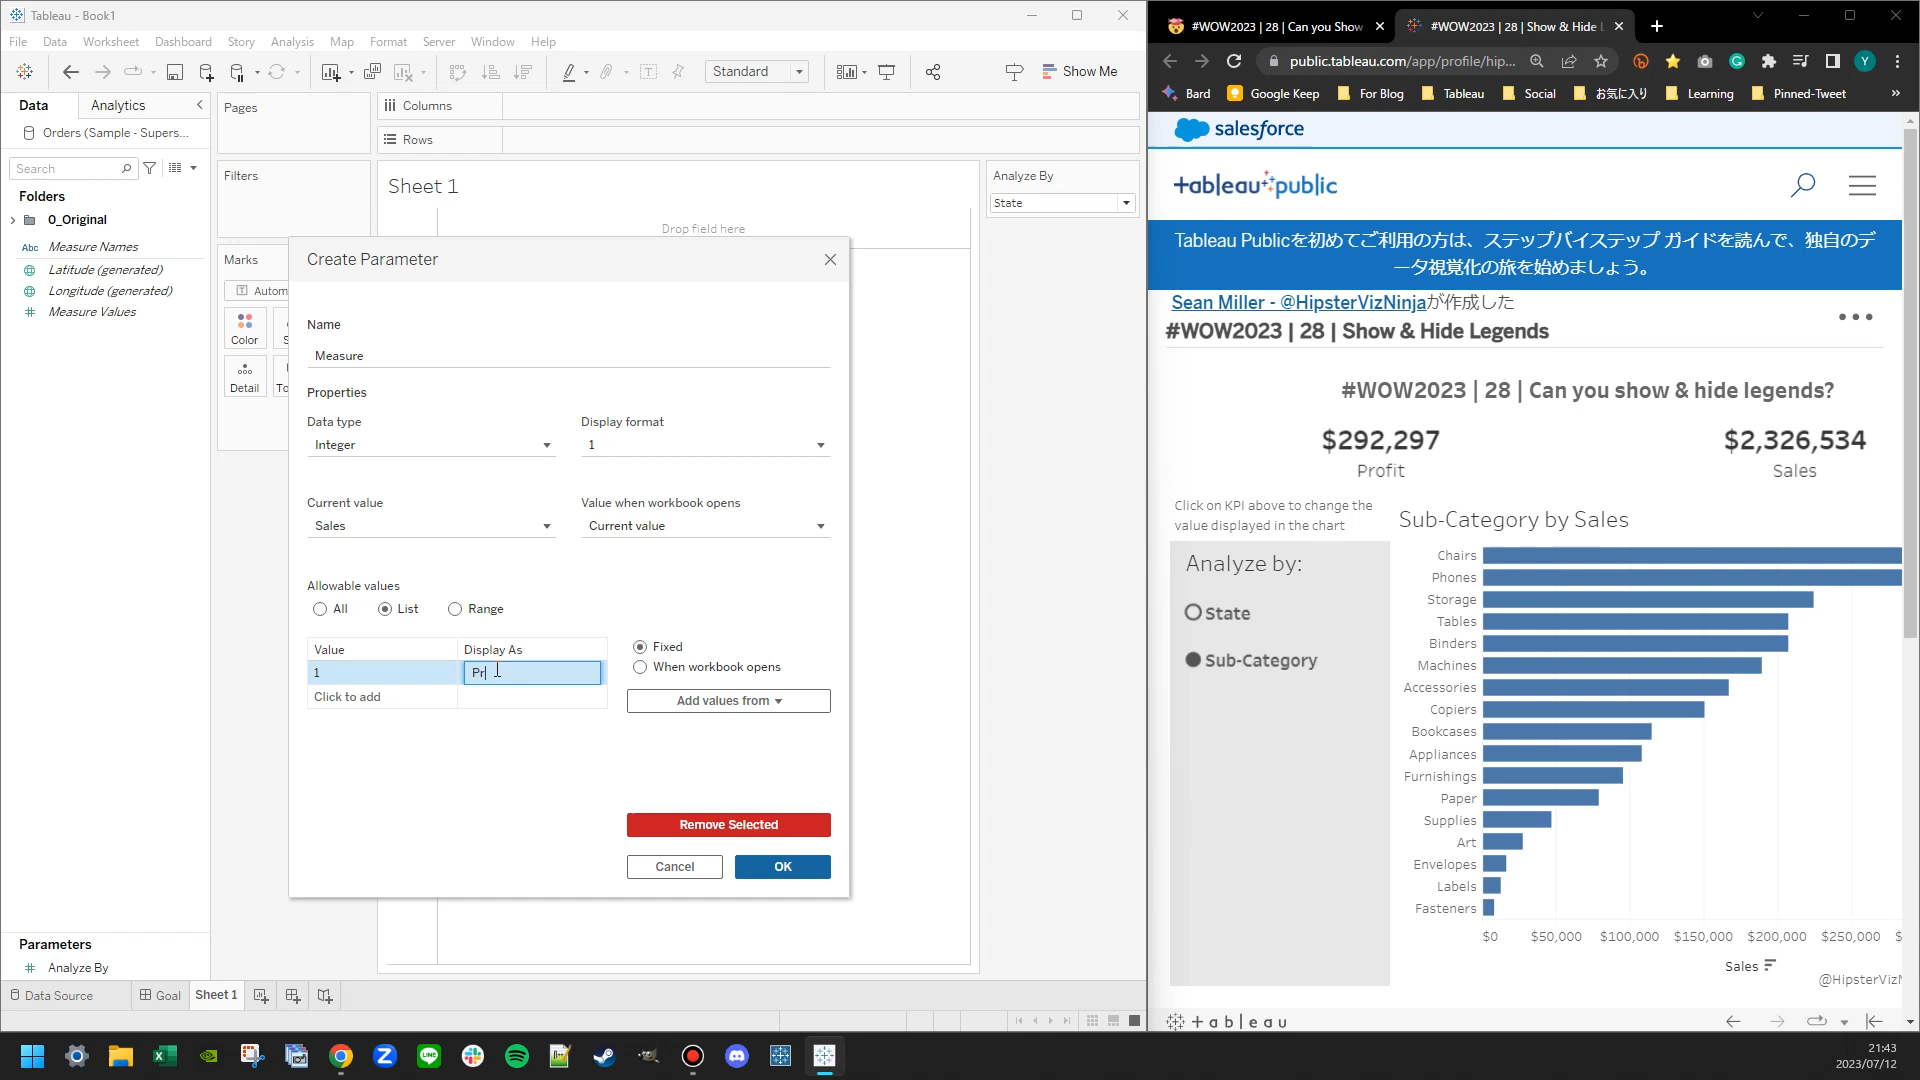 Tableau - Book1
File Data Worksheet Dashboard Story Analysis Map Format Server Window Help
Standard
Show Me
Data Analytics
Orders (Sample - Supers...
Search
Folders
0_Original
Abc Measure Names
Latitude (generated)
Longitude (generated)
Measure Values
Parameters
Analyze By
Pages
Columns
Rows
Filters
Marks
Autom
Color
S
Detail
To
Sheet 1
Drop field here
Analyze By
State
Create Parameter
Name
Measure
Properties
Data type
Display format
Integer
1
Current value
Value when workbook opens
Sales
Current value
Allowable values
All List Range
Value Display As
1 Pr
Click to add
Fixed
When workbook opens
Add values from
Remove Selected
Cancel OK
Data Source Goal Sheet 1
#WOW2023 | 28 | Can you Show
#WOW2023 | 28 | Show & Hide L
public.tableau.com/app/profile/hip...
Y
Bard Google Keep For Blog Tableau Social お気に入り Learning Pinned-Tweet »
salesforce
tableau public
Tableau Publicを初めてご利用の方は、ステップバイステップ ガイドを読んで、独自のデ
ータ視覚化の旅を始めましょう。
Sean Miller - @HipsterVizNinjaが作成した
#WOW2023 | 28 | Show & Hide Legends
#WOW2023 | 28 | Can you show & hide legends?
$292,297 $2,326,534
Profit Sales
Click on KPI above to change the
value displayed in the chart
Analyze by:
State
Sub-Category
Sub-Category by Sales
Chairs
Phones
Storage
Tables
Binders
Machines
Accessories
Copiers
Bookcases
Appliances
Furnishings
Paper
Supplies
Art
Envelopes
Labels
Fasteners
$0 $50,000 $100,000 $150,000 $200,000 $250,000 $
Sales
@HipsterVizN
tableau
21:43
2023/07/12